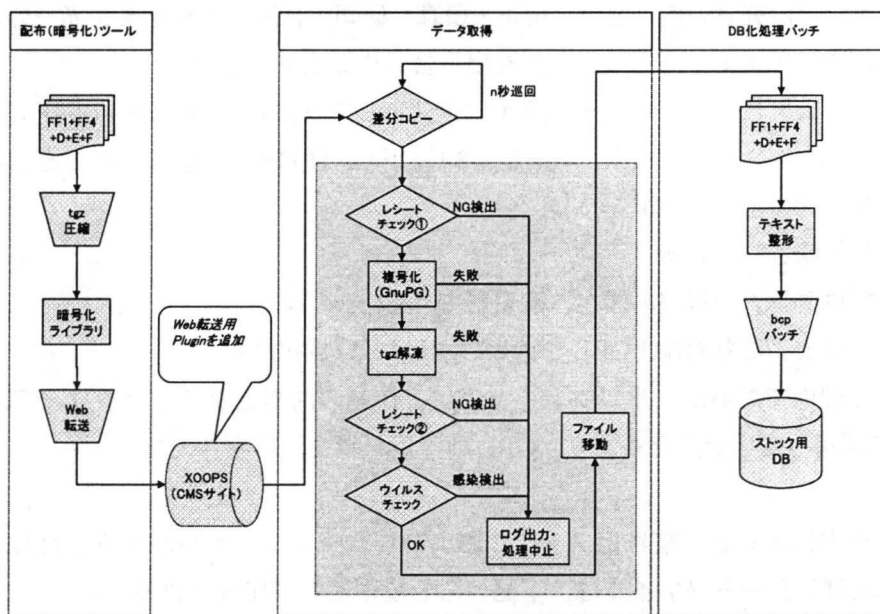 配布(暗号化)ツール
FF1+FF4
+D+E+F
tgz
圧縮
暗号化
ライブラリ
Web
転送
Web転送用
Pluginを追加
XOOPS
(CMSサイト)
データ取得
n秒巡回
差分コピー
レシート
チェック①
NG検出
複号化
(GnuPG)
失敗
tgz解凍
失敗
レシート
チェック②
NG検出
ウイルス
チェック
感染検出
OK
ログ出力・
処理中止
ファイル
移動
DB化処理バッチ
FF1+FF4
+D+E+F
テキスト
整形
bcp
バッチ
ストック用
DB